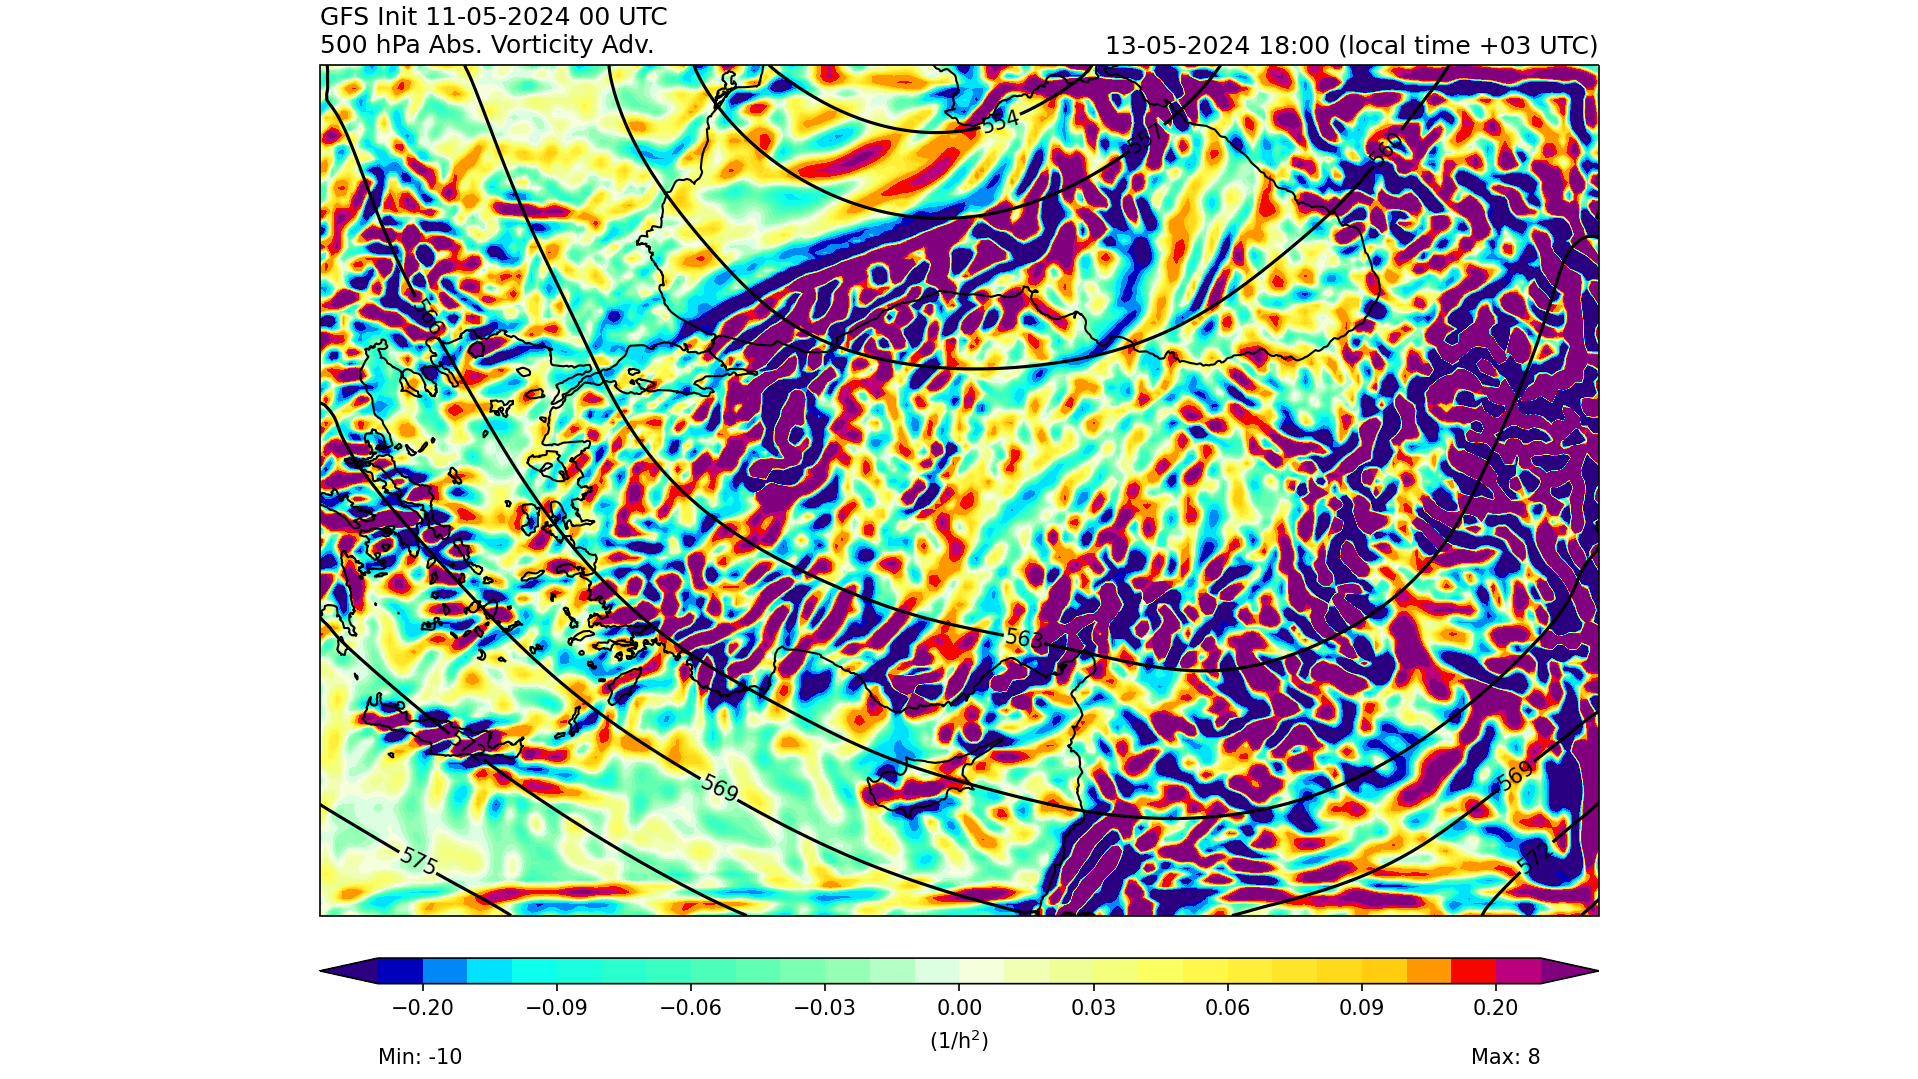 GFS Init 11-05-2024 00 UTC
500 hPa Abs. Vorticity Adv.
13-05-2024 18:00 (local time +03 UTC)
554
557
560
566
563
569
569
572
575
−0.20 −0.09 −0.06 −0.03 0.00 0.03 0.06 0.09 0.20
(1/h²)
Min: -10
Max: 8